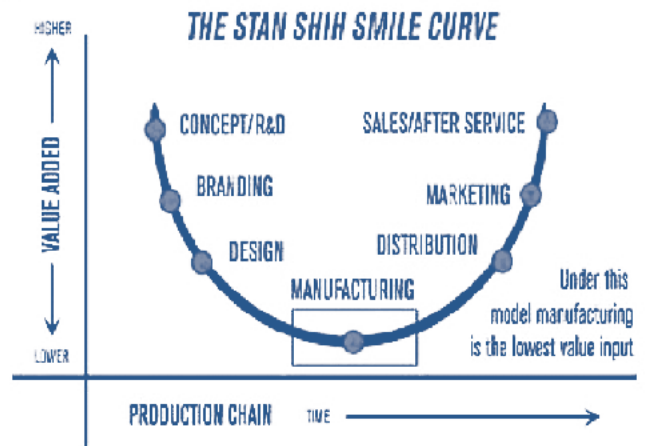 THE STAN SHIH SMILE CURVE
HIGHER
VALUE ADDED
LOWER
CONCEPT/R&D
BRANDING
DESIGN
MANUFACTURING
DISTRIBUTION
MARKETING
SALES/AFTER SERVICE
Under this
model manufacturing
is the lowest value input
PRODUCTION CHAIN
TIME